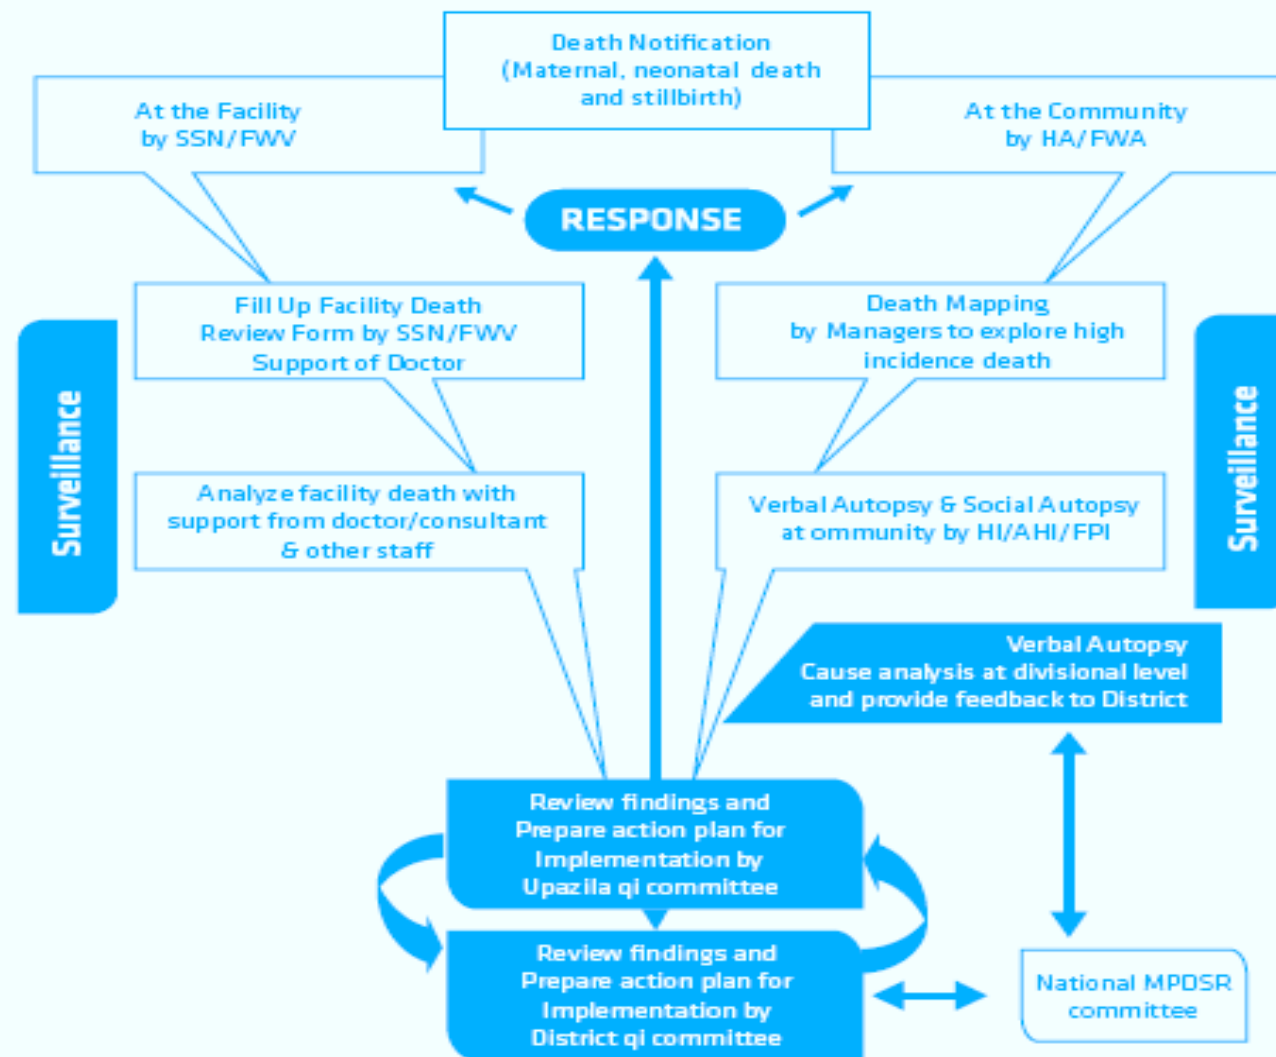 Death Notification
(Maternal, neonatal death
and stillbirth)
At the Facility
by SSN/FWV
At the Community
by HA/FWA
RESPONSE
Fill Up Facility Death
Review Form by SSN/FWV
Support of Doctor
Death Mapping
by Managers to explore high
incidence death
Surveillance
Surveillance
Analyze facility death with
support from doctor/consultant
& other staff
Verbal Autopsy & Social Autopsy
at ommunity by HI/AHI/FPI
Verbal Autopsy
Cause analysis at divisional level
and provide feedback to District
Review findings and
Prepare action plan for
Implementation by
Upazila qi committee
Review findings and
Prepare action plan for
Implementation by
District qi committee
National MPDSR
committee